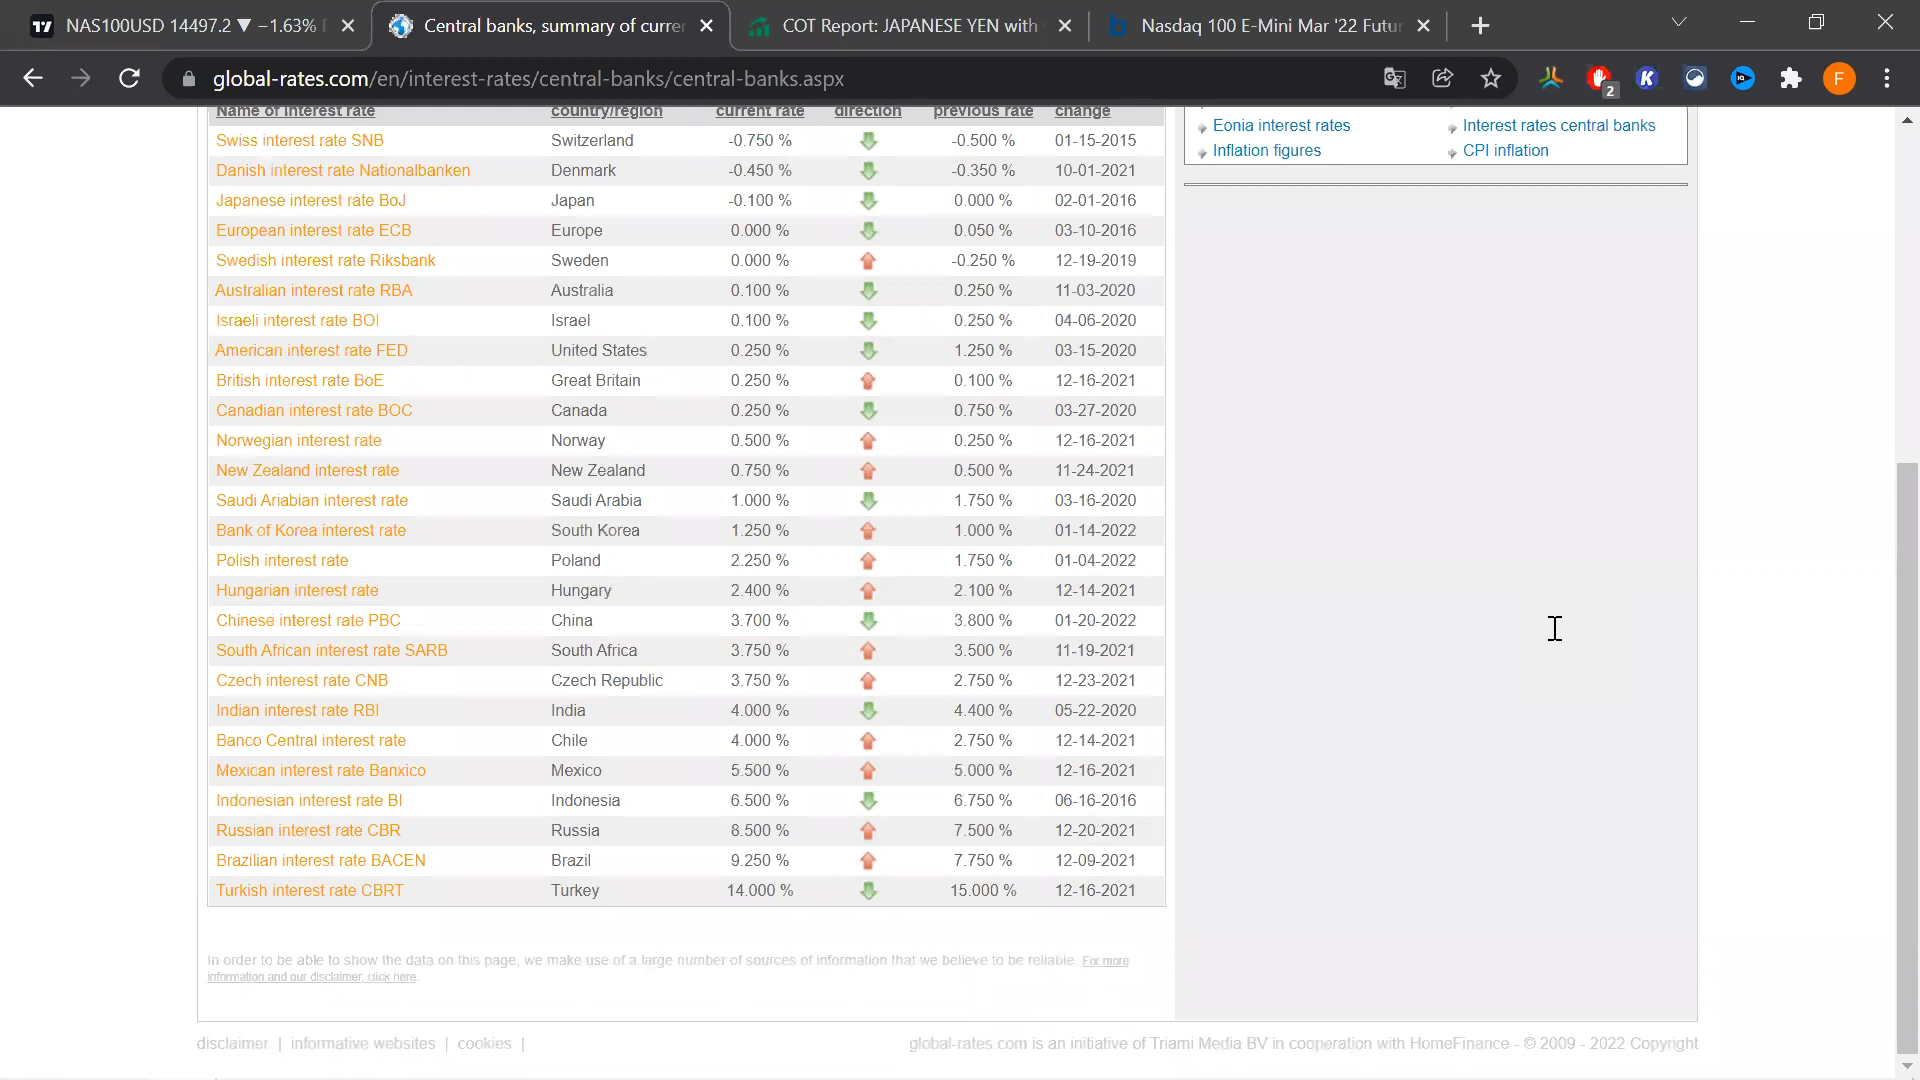 NAS100USD 14497.2 ▼ −1.63%
Central banks, summary of curre
COT Report: JAPANESE YEN with
Nasdaq 100 E-Mini Mar '22 Futur
global-rates.com/en/interest-rates/central-banks/central-banks.aspx
2
F
Name of interest rate country/region current rate direction previous rate change
Swiss interest rate SNB Switzerland -0.750 % -0.500 % 01-15-2015
Danish interest rate Nationalbanken Denmark -0.450 % -0.350 % 10-01-2021
Japanese interest rate BoJ Japan -0.100 % 0.000 % 02-01-2016
European interest rate ECB Europe 0.000 % 0.050 % 03-10-2016
Swedish interest rate Riksbank Sweden 0.000 % -0.250 % 12-19-2019
Australian interest rate RBA Australia 0.100 % 0.250 % 11-03-2020
Israeli interest rate BOI Israel 0.100 % 0.250 % 04-06-2020
American interest rate FED United States 0.250 % 1.250 % 03-15-2020
British interest rate BoE Great Britain 0.250 % 0.100 % 12-16-2021
Canadian interest rate BOC Canada 0.250 % 0.750 % 03-27-2020
Norwegian interest rate Norway 0.500 % 0.250 % 12-16-2021
New Zealand interest rate New Zealand 0.750 % 0.500 % 11-24-2021
Saudi Ariabian interest rate Saudi Arabia 1.000 % 1.750 % 03-16-2020
Bank of Korea interest rate South Korea 1.250 % 1.000 % 01-14-2022
Polish interest rate Poland 2.250 % 1.750 % 01-04-2022
Hungarian interest rate Hungary 2.400 % 2.100 % 12-14-2021
Chinese interest rate PBC China 3.700 % 3.800 % 01-20-2022
South African interest rate SARB South Africa 3.750 % 3.500 % 11-19-2021
Czech interest rate CNB Czech Republic 3.750 % 2.750 % 12-23-2021
Indian interest rate RBI India 4.000 % 4.400 % 05-22-2020
Banco Central interest rate Chile 4.000 % 2.750 % 12-14-2021
Mexican interest rate Banxico Mexico 5.500 % 5.000 % 12-16-2021
Indonesian interest rate BI Indonesia 6.500 % 6.750 % 06-16-2016
Russian interest rate CBR Russia 8.500 % 7.500 % 12-20-2021
Brazilian interest rate BACEN Brazil 9.250 % 7.750 % 12-09-2021
Turkish interest rate CBRT Turkey 14.000 % 15.000 % 12-16-2021
Eonia interest rates Interest rates central banks
Inflation figures CPI inflation
In order to be able to show the data on this page, we make use of a large number of sources of information that we believe to be reliable. For more
information and our disclaimer, click here.
disclaimer | informative websites | cookies |
global-rates.com is an initiative of Triami Media BV in cooperation with HomeFinance - © 2009 - 2022 Copyright